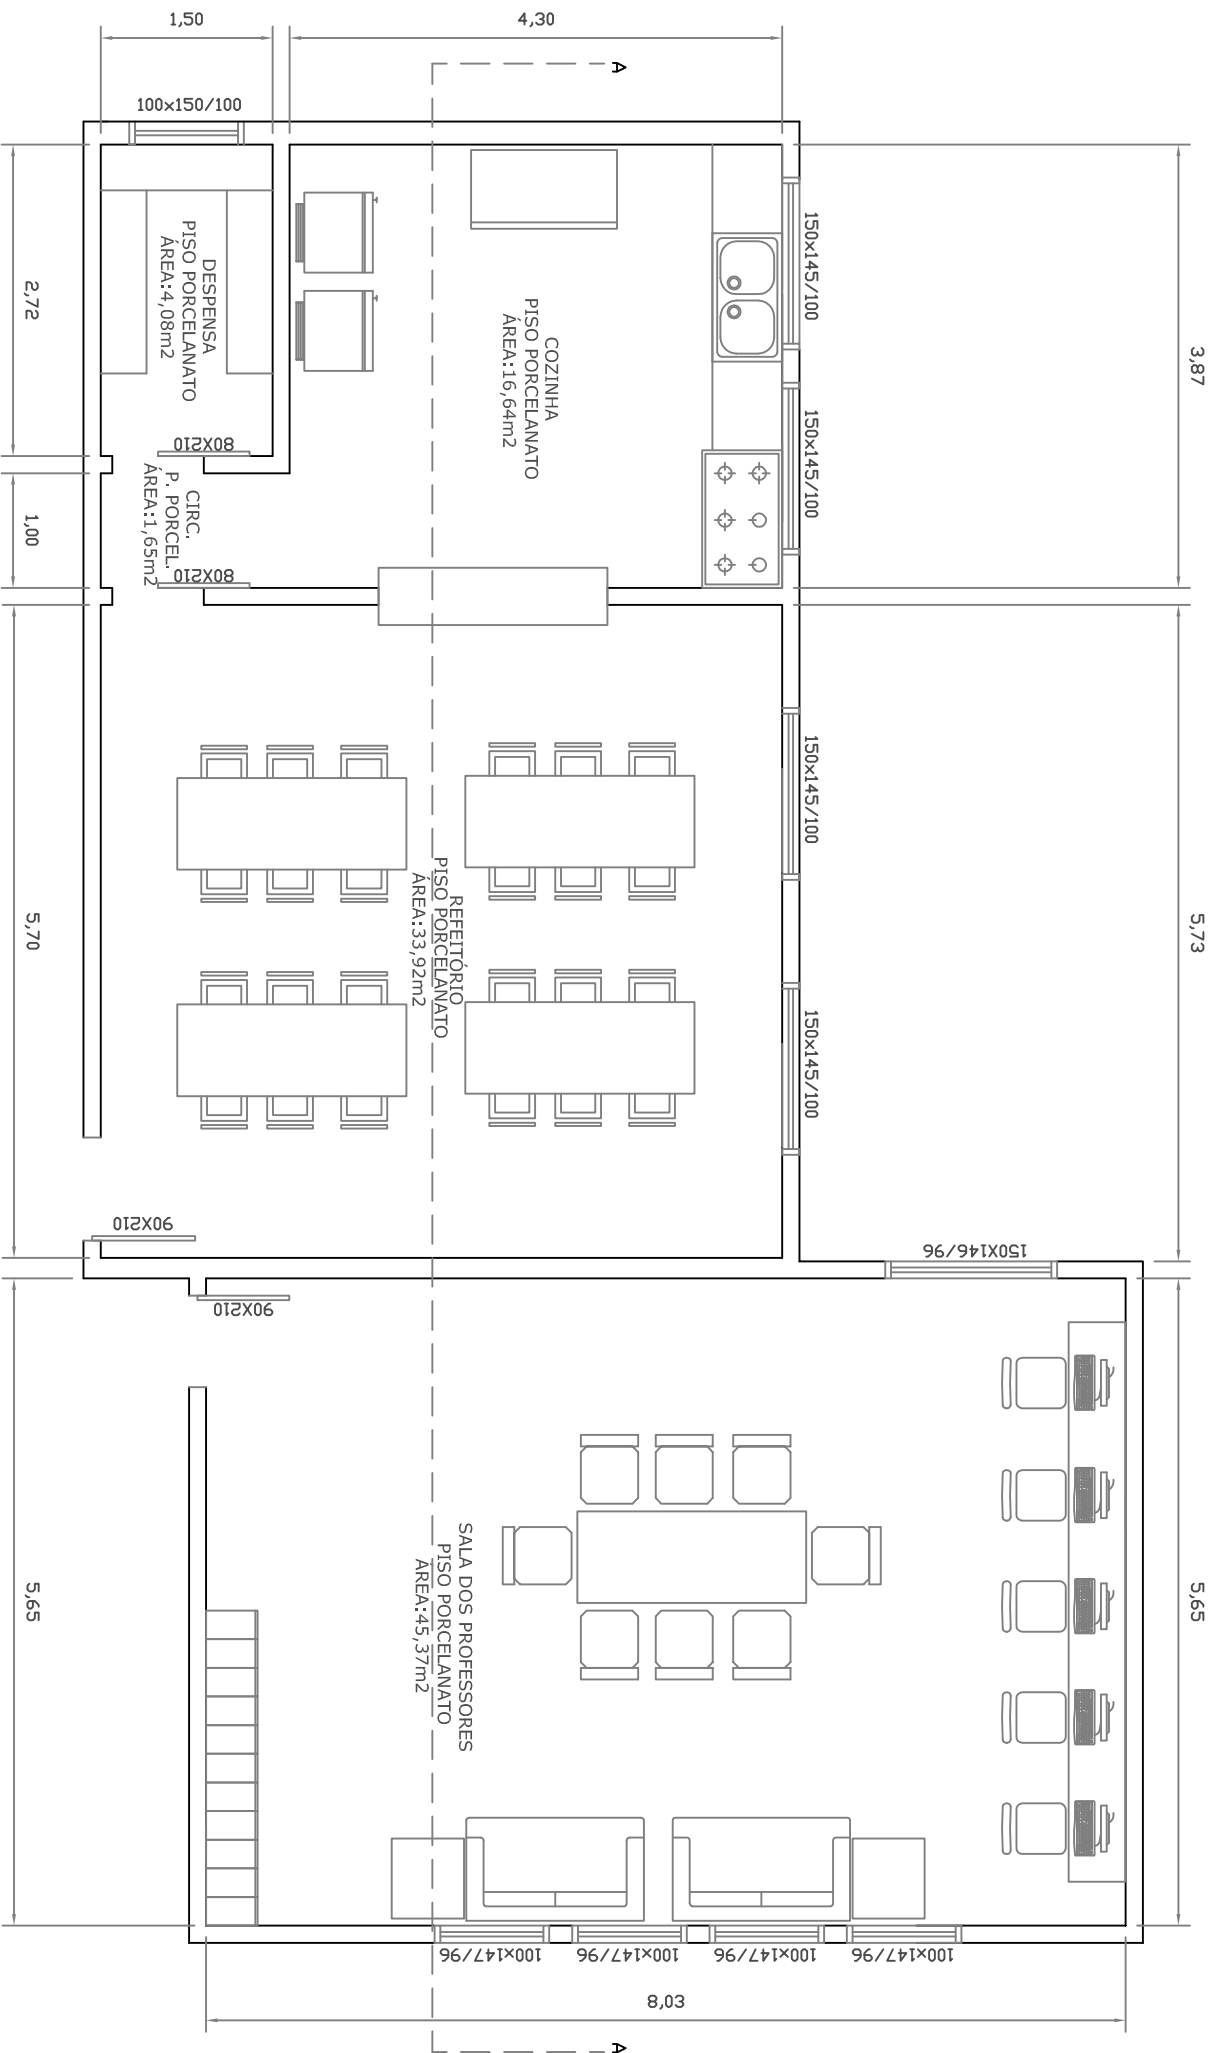 1,50
4,30
A
100x150/100
150x145/100
3,87
DESPENSA
PISO PORCELANATO
ÁREA:4,08m2
2,72
COZINHA
PISO PORCELANATO
ÁREA:16,64m2
150x145/100
80X210
CIRC.
P. PORCEL.
ÁREA:1,65m2
1,00
80X210
150x145/100
REFEITÓRIO
PISO PORCELANATO
ÁREA:33,92m2
5,70
5,73
150x145/100
90X210
150X146/96
90X210
SALA DOS PROFESSORES
PISO PORCELANATO
ÁREA:45,37m2
5,65
5,65
100x147/96
100x147/96
100x147/96
100x147/96
8,03
A